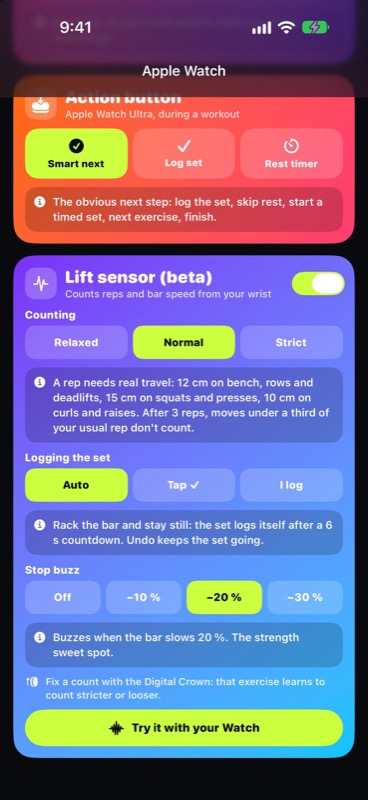 9:41
Apple Watch
Action button
Apple Watch Ultra, during a workout
Smart next
Log set
Rest timer
The obvious next step: log the set, skip rest, start a
timed set, next exercise, finish.
Lift sensor (beta)
Counts reps and bar speed from your wrist
Counting
Relaxed
Normal
Strict
A rep needs real travel: 12 cm on bench, rows and
deadlifts, 15 cm on squats and presses, 10 cm on
curls and raises. After 3 reps, moves under a third of
your usual rep don't count.
Logging the set
Auto
Tap ✓
I log
Rack the bar and stay still: the set logs itself after a 6
s countdown. Undo keeps the set going.
Stop buzz
Off
−10 %
−20 %
−30 %
Buzzes when the bar slows 20 %. The strength
sweet spot.
Fix a count with the Digital Crown: that exercise learns to
count stricter or looser.
Try it with your Watch